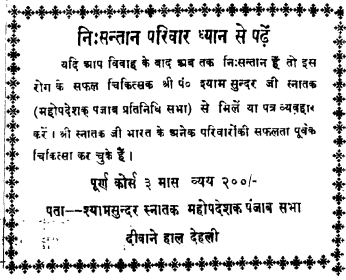 निःसन्तान परिवार ध्यान से पढ़ें
यदि आप विवाह के बाद अब तक निःसन्तान हैं तो इस
रोग के सफल चिकित्सक श्री पं० श्याम सुन्दर जी स्नातक
(महोपदेशक पंजाब प्रतिनिधि सभा) से मिलें या पत्र व्यवहार
करें। श्री स्नातक जी भारत के अनेक परिवारोंकी सफलता पूर्वक
चिकित्सा कर चुके हैं।
पूर्ण कोर्स ३ मास व्यय २००/-
पता—श्यामसुन्दर स्नातक महोपदेशक पंजाब सभा
दीवाने हाल देहली